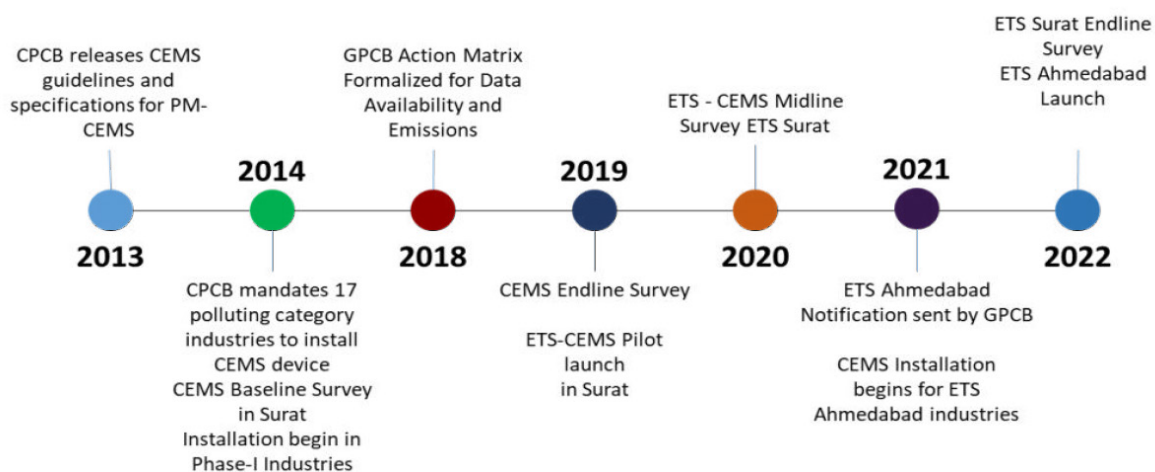 CPCB releases CEMS
guidelines and
specifications for PM-
CEMS
2013
2014
CPCB mandates 17
polluting category
industries to install
CEMS device
CEMS Baseline Survey
in Surat
Installation begin in
Phase-I Industries
GPCB Action Matrix
Formalized for Data
Availability and
Emissions
2018
2019
CEMS Endline Survey
ETS-CEMS Pilot
launch
in Surat
ETS - CEMS Midline
Survey ETS Surat
2020
2021
ETS Ahmedabad
Notification sent by GPCB
CEMS Installation
begins for ETS
Ahmedabad industries
ETS Surat Endline
Survey
ETS Ahmedabad
Launch
2022